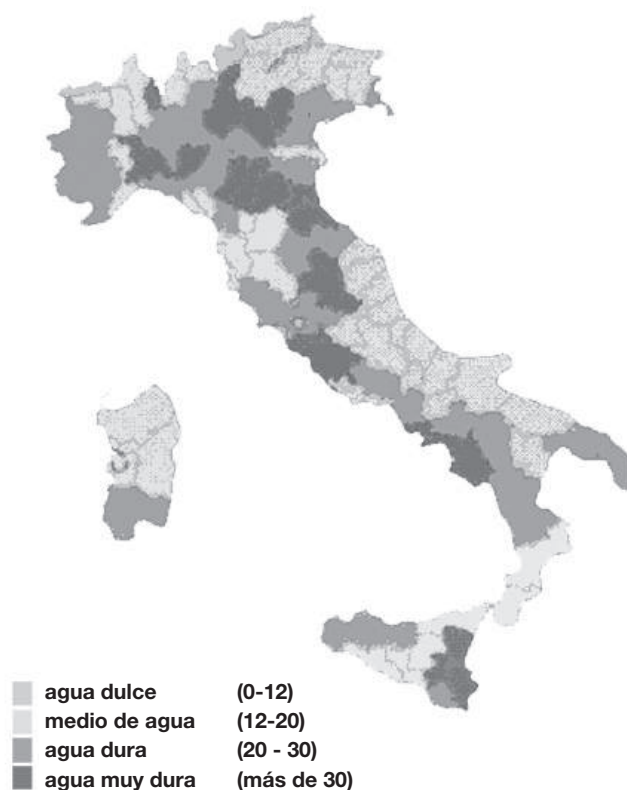 agua dulce (0-12)
medio de agua (12-20)
agua dura (20 - 30)
agua muy dura (más de 30)